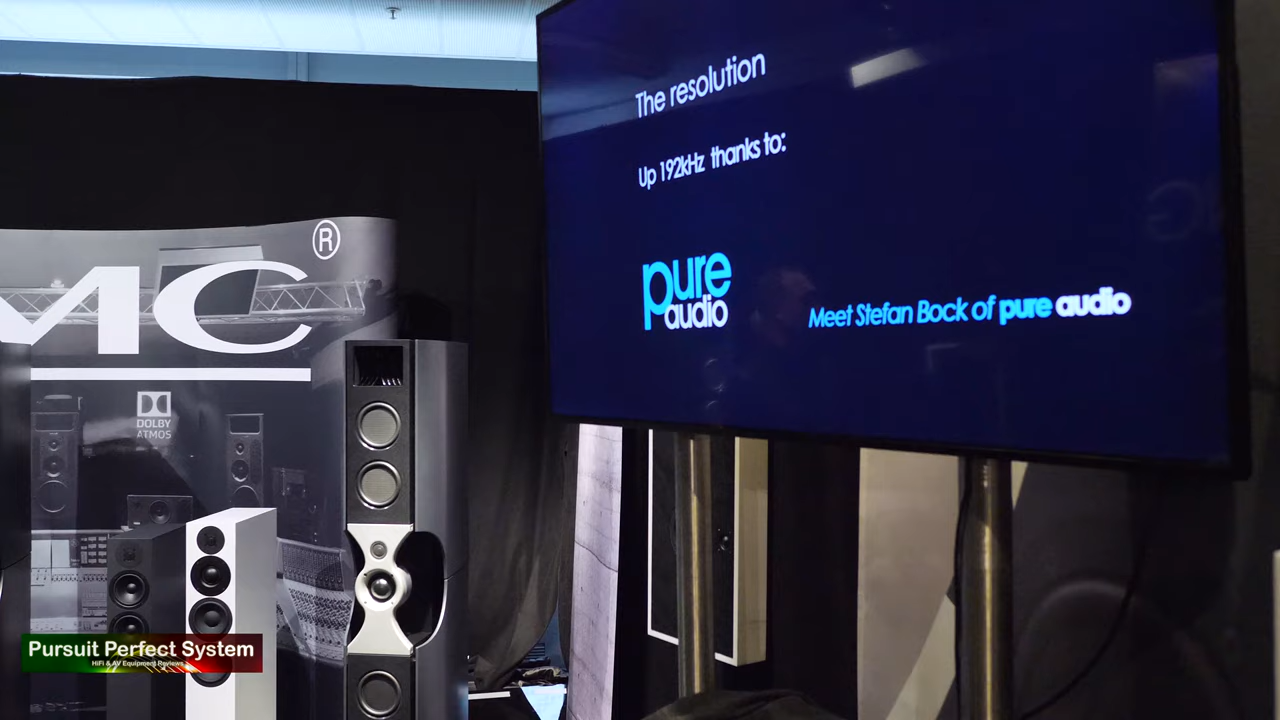 The resolution
Up 192kHz thanks to:
pure
audio
Meet Stefan Bock of pure audio
MC®
DOLBY
ATMOS
Pursuit Perfect System
HiFi & AV Equipment Reviews